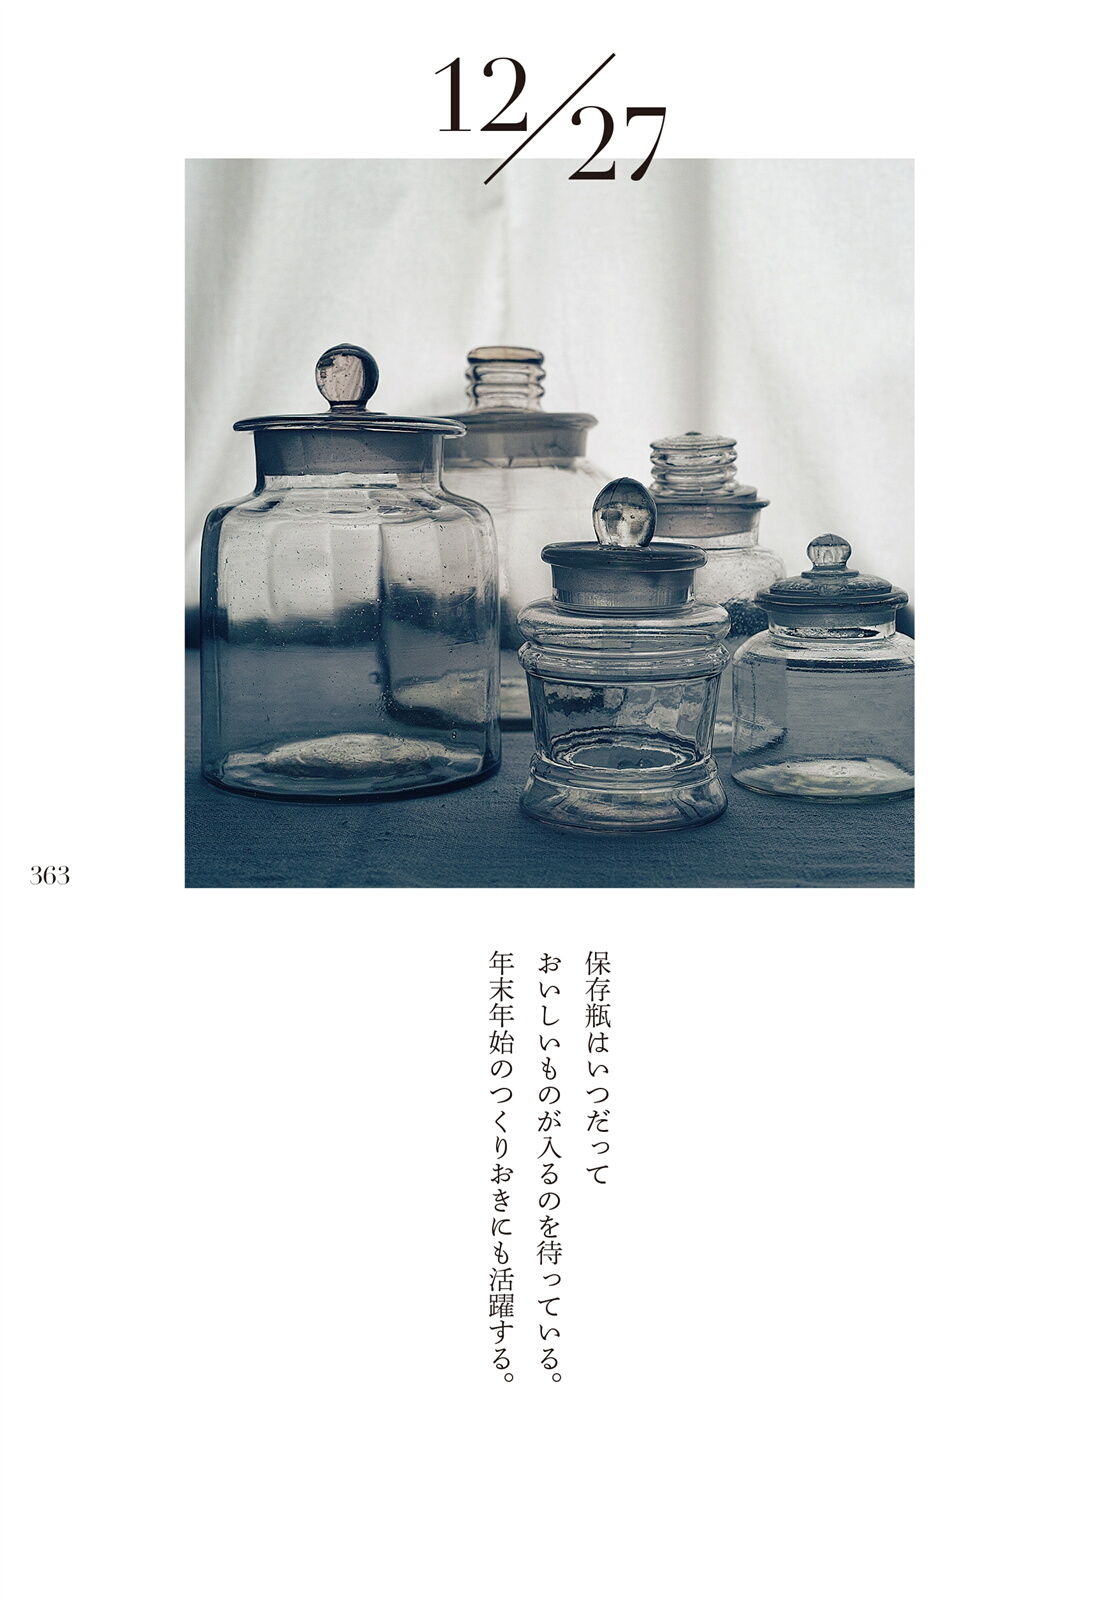 12/27
363
保存瓶はいつだって
おいしいものが入るのを待っている。
年末年始のつくりおきにも活躍する。